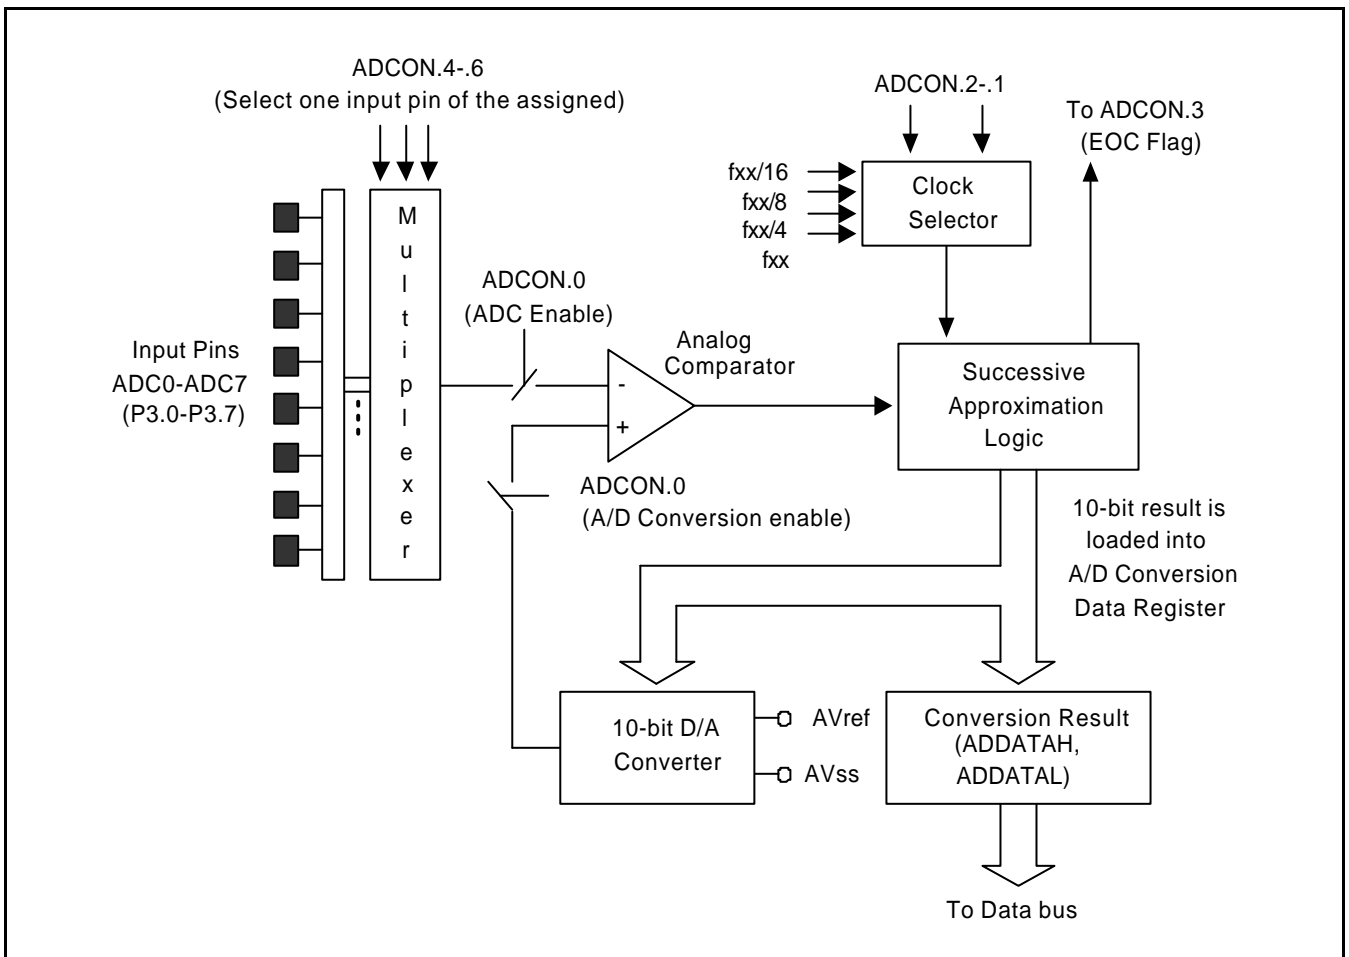 ADCON.4-.6
(Select one input pin of the assigned)
ADCON.2-.1
To ADCON.3
(EOC Flag)
fxx/16
fxx/8
fxx/4
fxx
Clock
Selector
Multiplexer
Input Pins
ADC0-ADC7
(P3.0-P3.7)
ADCON.0
(ADC Enable)
Analog
Comparator
-
+
Successive
Approximation
Logic
ADCON.0
(A/D Conversion enable)
10-bit result is
loaded into
A/D Conversion
Data Register
10-bit D/A
Converter
AVref
AVss
Conversion Result
(ADDATAH,
ADDATAL)
To Data bus